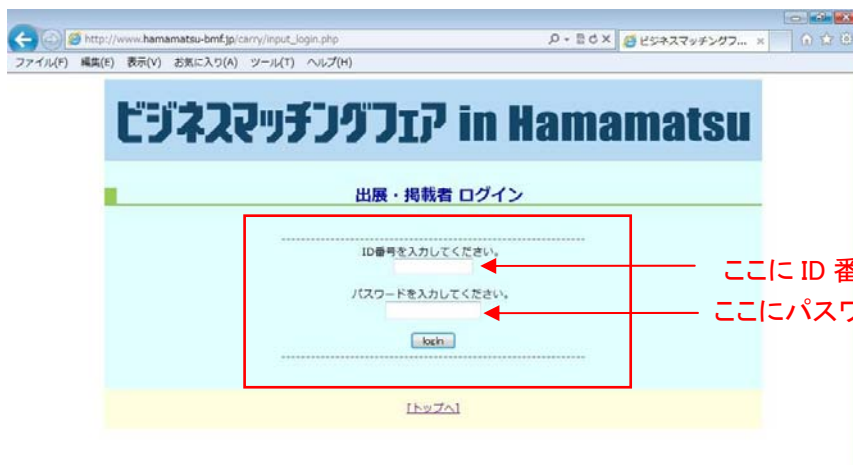 http://www.hamamatsu-bmf.jp/carry/input_login.php
ビジネスマッチングフ...
ファイル(F) 編集(E) 表示(V) お気に入り(A) ツール(T) ヘルプ(H)
ビジネスマッチングフェア in Hamamatsu
出展・掲載者 ログイン
ID番号を入力してください。
ここに ID 番
パスワードを入力してください。
ここにパスワ
login
[トップへ]